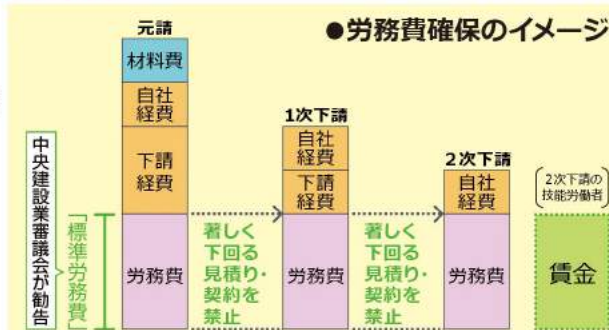 ●労務費確保のイメージ
元請
材料費
自社
経費
下請
経費
労務費
1次下請
自社
経費
下請
経費
労務費
2次下請
自社
経費
労務費
2次下請の
技能労働者
賃金
中央建設業審議会が勧告
「標準労務費」
著しく
下回る
見積り・
契約を
禁止
著しく
下回る
見積り・
契約を
禁止